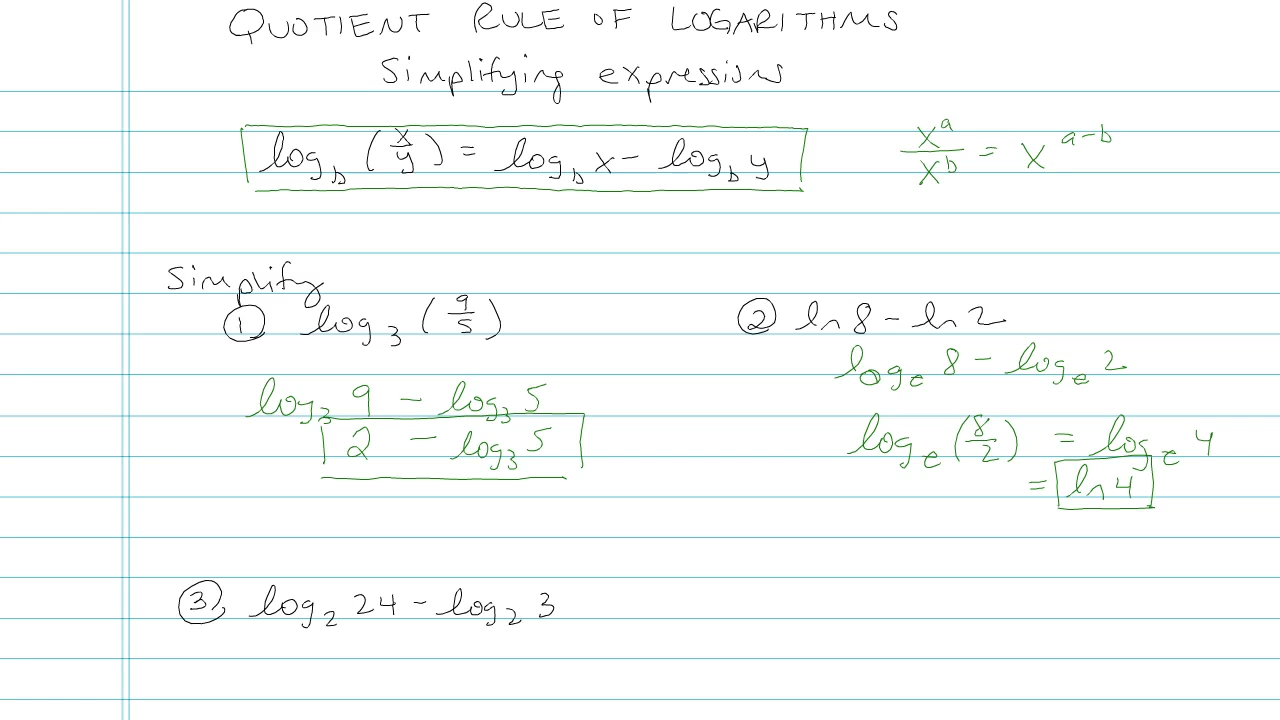 QUOTIENT RULE OF LOGARITHMS
Simplifying expressions
log_b (x/y) = log_b x - log_b y
x^a/x^b = x^(a-b)
Simplify
① log_3 (9/5)
log_3 9 - log_3 5
2 - log_3 5
② ln 8 - ln 2
log_e 8 - log_e 2
log_e (8/2) = log_e 4
= ln 4
③ log_2 24 - log_2 3